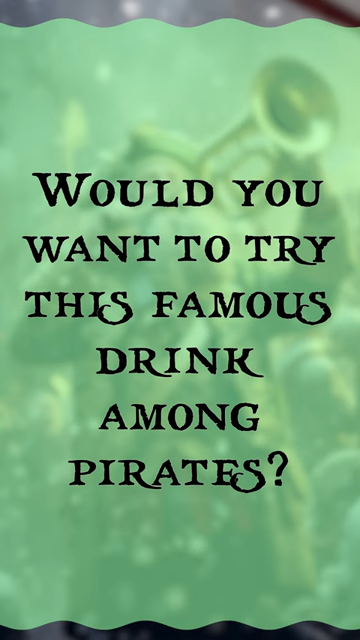 Would you
want to try
this famous
drink
among
pirates?